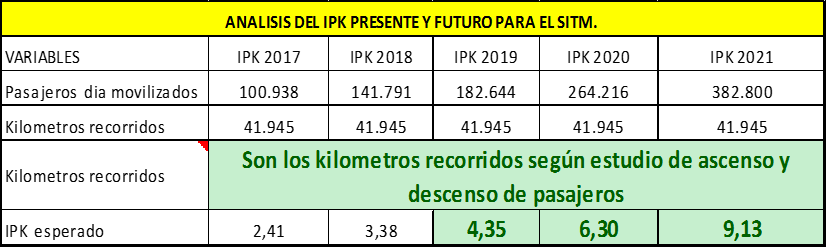 ANALISIS DEL IPK PRESENTE Y FUTURO PARA EL SITM.
VARIABLES IPK 2017 IPK 2018 IPK 2019 IPK 2020 IPK 2021
Pasajeros dia movilizados 100.938 141.791 182.644 264.216 382.800
Kilometros recorridos 41.945 41.945 41.945 41.945 41.945
Kilometros recorridos Son los kilometros recorridos según estudio de ascenso y
descenso de pasajeros
IPK esperado 2,41 3,38 4,35 6,30 9,13